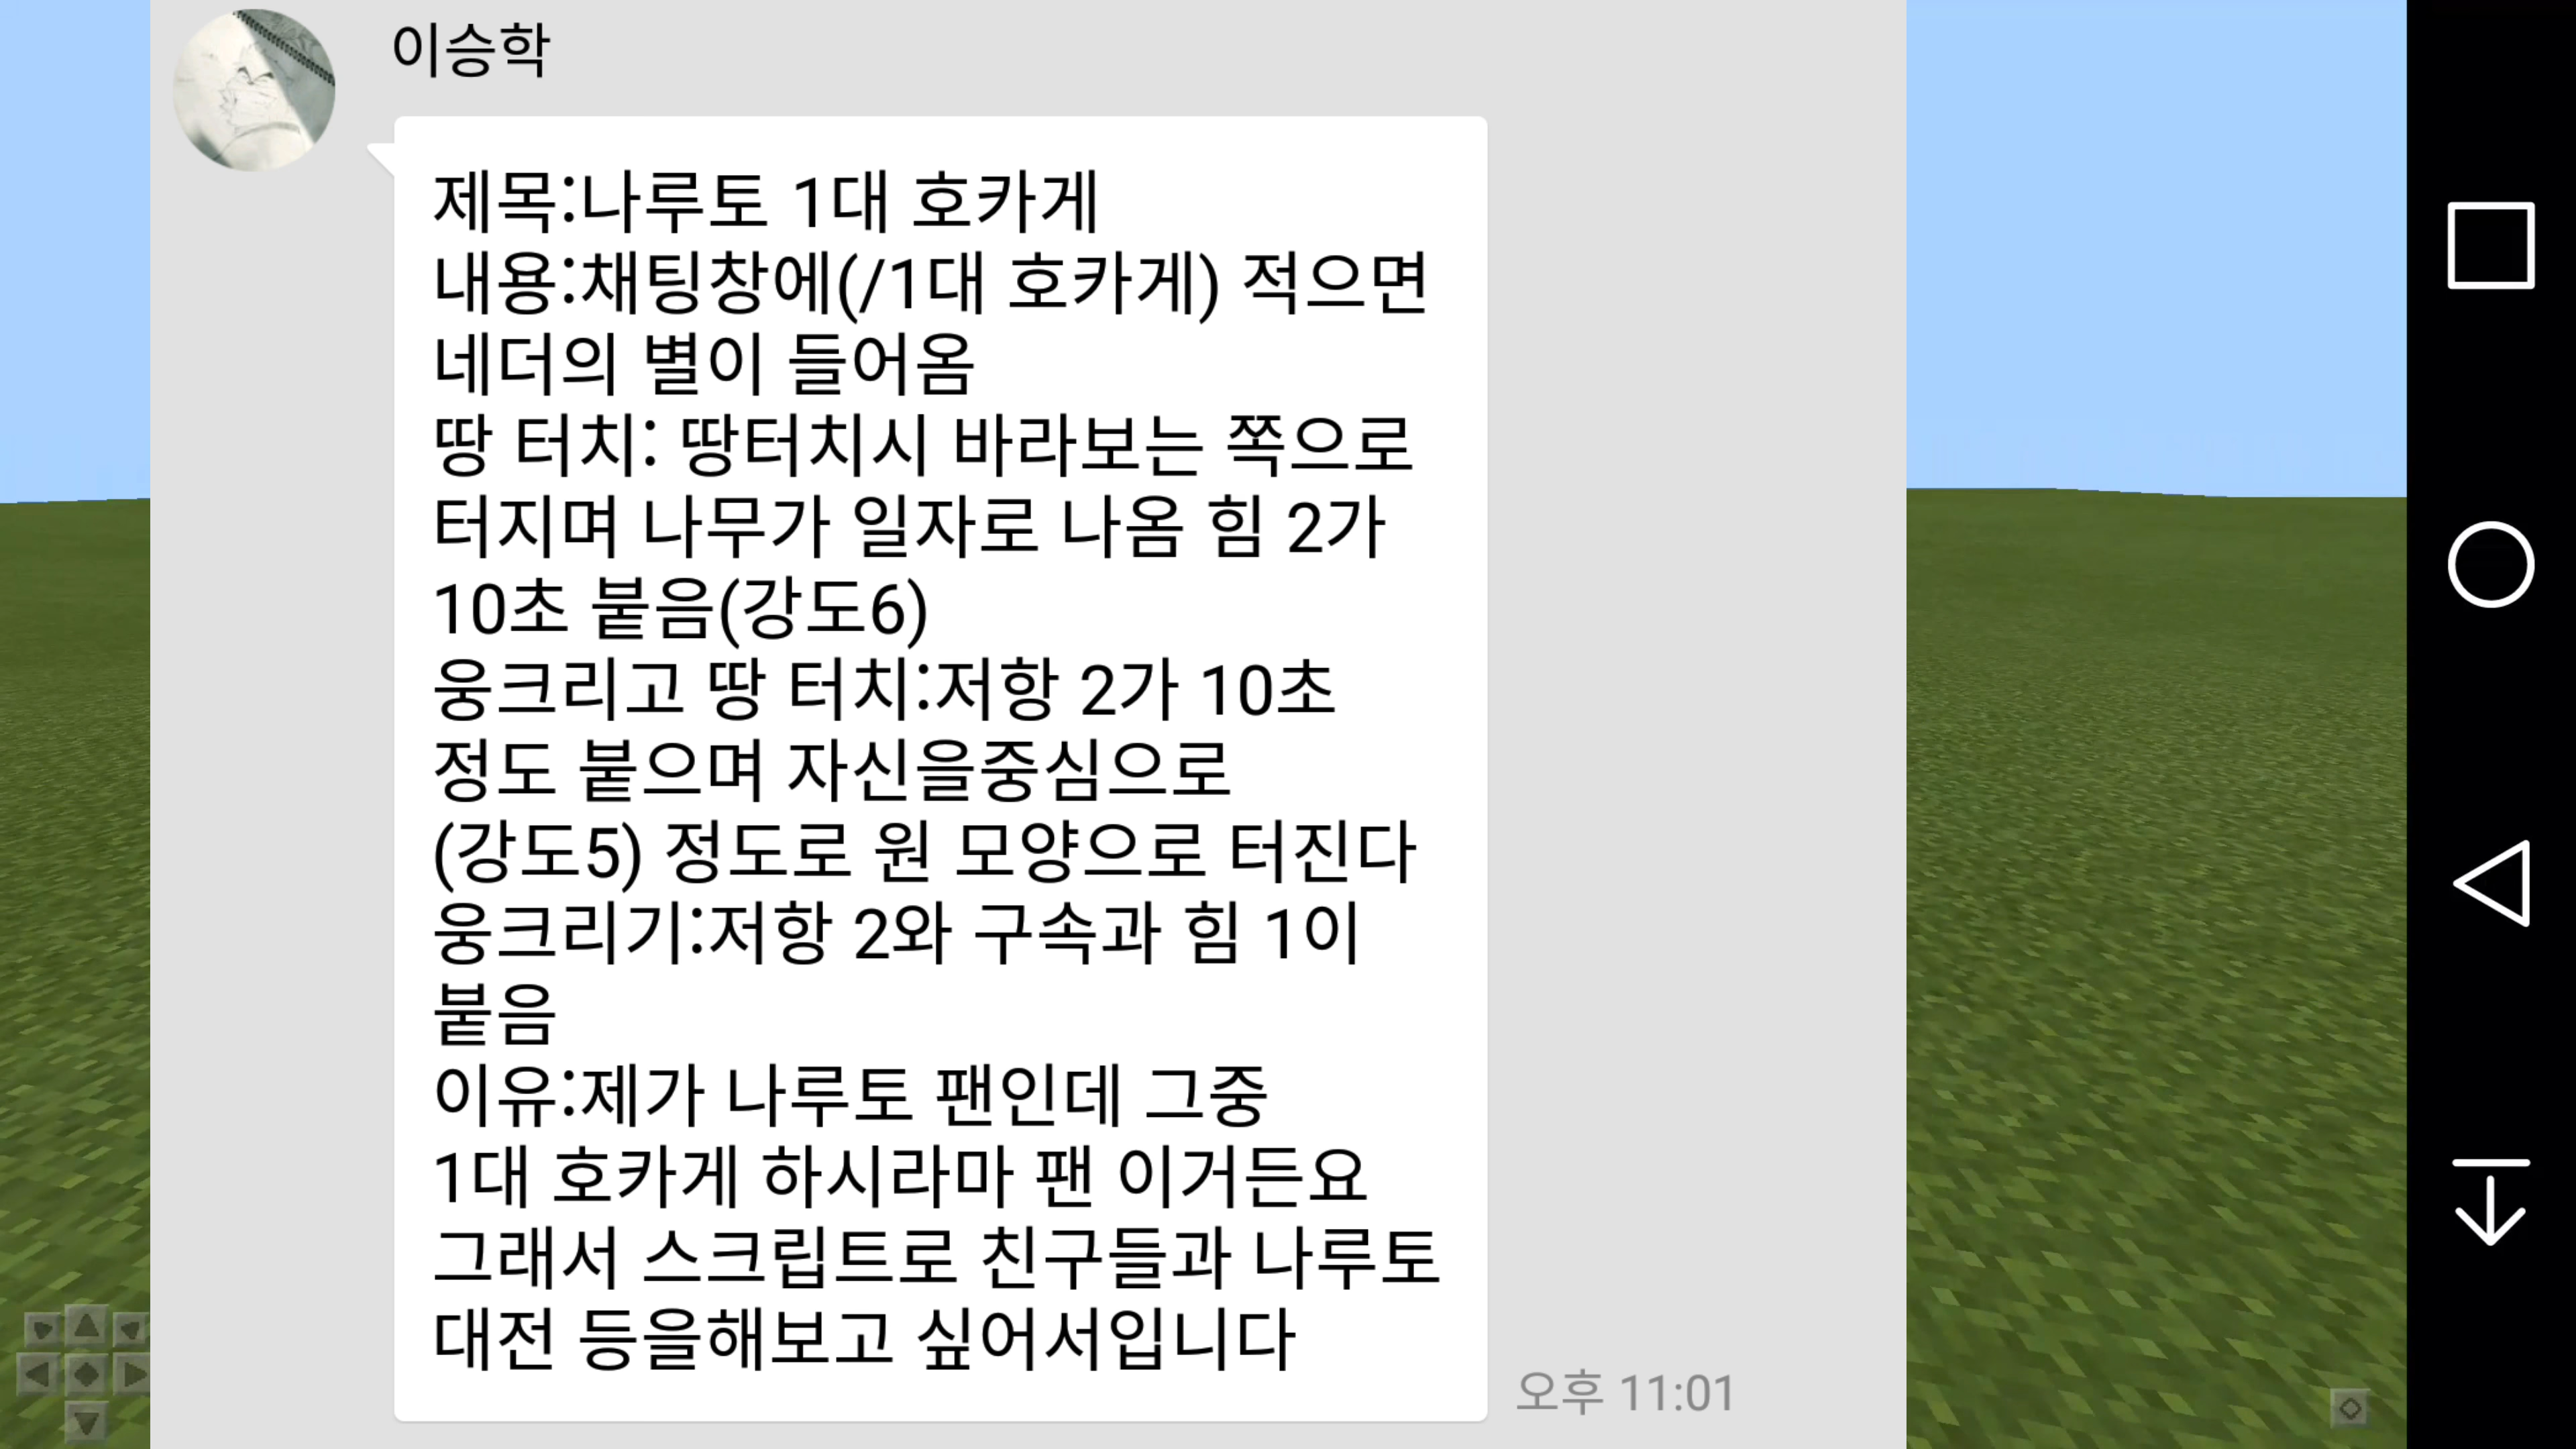 이승학
제목:나루토 1대 호카게
내용:채팅창에(/1대 호카게) 적으면
네더의 별이 들어옴
땅 터치: 땅터치시 바라보는 쪽으로
터지며 나무가 일자로 나옴 힘 2가
10초 붙음(강도6)
웅크리고 땅 터치:저항 2가 10초
정도 붙으며 자신을중심으로
(강도5) 정도로 원 모양으로 터진다
웅크리기:저항 2와 구속과 힘 1이
붙음
이유:제가 나루토 팬인데 그중
1대 호카게 하시라마 팬 이거든요
그래서 스크립트로 친구들과 나루토
대전 등을해보고 싶어서입니다
오후 11:01